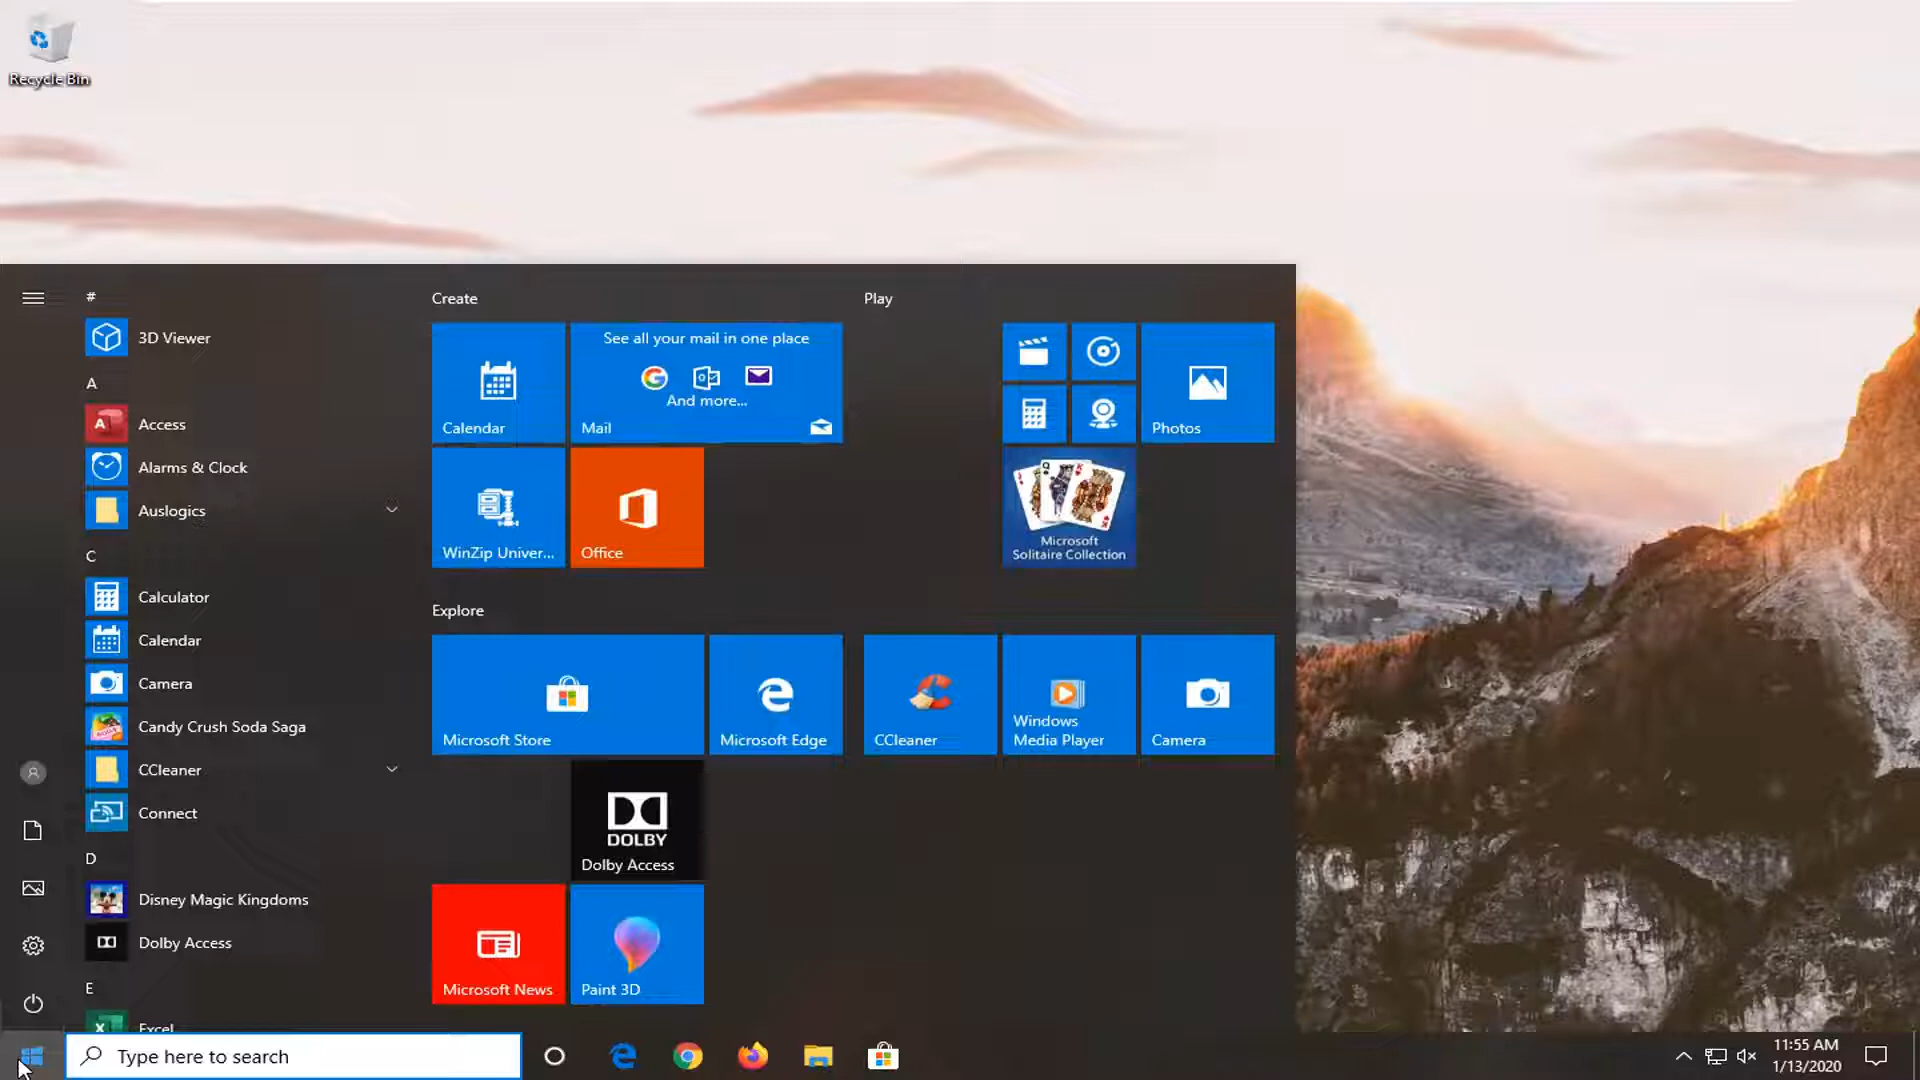 Recycle Bin
#
3D Viewer
A
Access
Alarms & Clock
Auslogics
C
Calculator
Calendar
Camera
Candy Crush Soda Saga
CCleaner
Connect
D
Disney Magic Kingdoms
Dolby Access
E
Excel
Create
Calendar
See all your mail in one place
And more...
Mail
WinZip Univer...
Office
Explore
Microsoft Store
Microsoft Edge
DOLBY
Dolby Access
Microsoft News
Paint 3D
Play
Photos
Microsoft
Solitaire Collection
CCleaner
Windows
Media Player
Camera
Type here to search
11:55 AM
1/13/2020